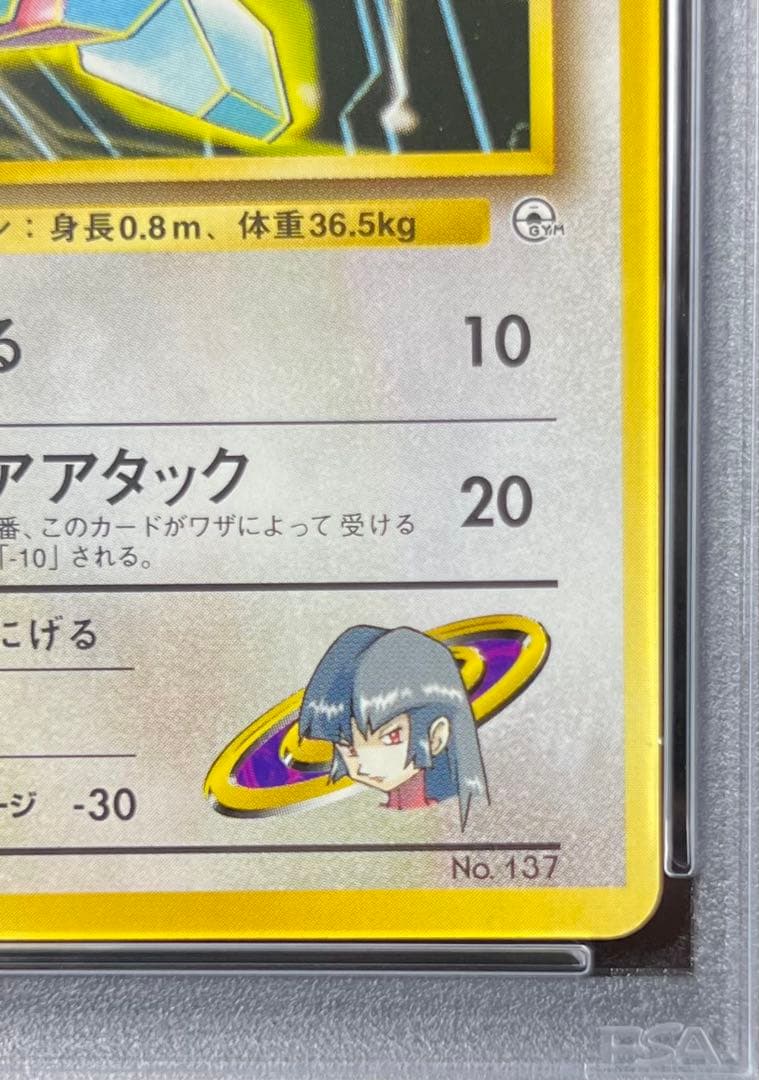 ン：身長0.8m、体重36.5kg
GYM
る
10
アアタック
20
番、このカードがワザによって 受ける
「-10」される。
にげる
ージ -30
No. 137
PSA